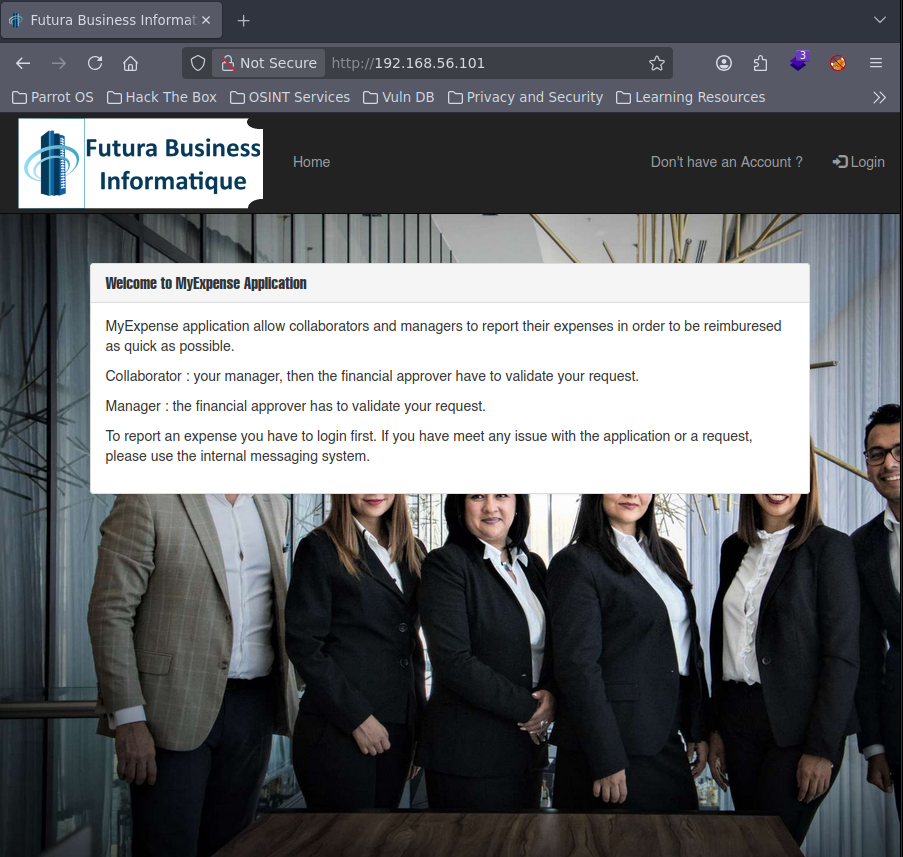 Futura Business Informat
Not Secure http://192.168.56.101
3
Parrot OS Hack The Box OSINT Services Vuln DB Privacy and Security Learning Resources
Futura Business
Informatique
Home Don't have an Account ? Login
Welcome to MyExpense Application
MyExpense application allow collaborators and managers to report their expenses in order to be reimburesed
as quick as possible.
Collaborator : your manager, then the financial approver have to validate your request.
Manager : the financial approver has to validate your request.
To report an expense you have to login first. If you have meet any issue with the application or a request,
please use the internal messaging system.